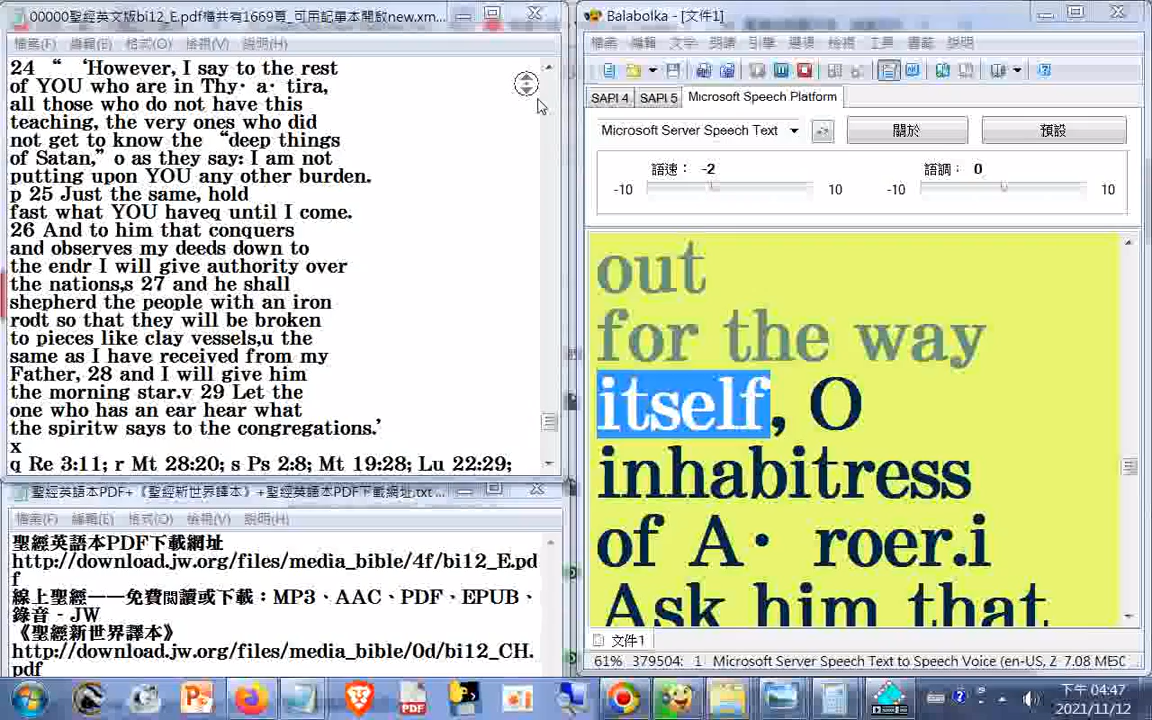 00000聖經英文版bi12_E.pdf檔共有1669頁_可用記事本開啟new.xm...
檔案(F) 編輯(E) 格式(O) 檢視(V) 說明(H)
24 “ ‘However, I say to the rest
of YOU who are in Thy· a· tira,
all those who do not have this
teaching, the very ones who did
not get to know the “deep things
of Satan,” o as they say: I am not
putting upon YOU any other burden.
p 25 Just the same, hold
fast what YOU haveq until I come.
26 And to him that conquers
and observes my deeds down to
the endr I will give authority over
the nations,s 27 and he shall
shepherd the people with an iron
rodt so that they will be broken
to pieces like clay vessels,u the
same as I have received from my
Father, 28 and I will give him
the morning star.v 29 Let the
one who has an ear hear what
the spiritw says to the congregations.’
x
q Re 3:11; r Mt 28:20; s Ps 2:8; Mt 19:28; Lu 22:29;
聖經英語本PDF+《聖經新世界譯本》+聖經英語本PDF下載網址.txt ...
檔案(F) 編輯(E) 格式(O) 檢視(V) 說明(H)
聖經英語本PDF下載網址
http://download.jw.org/files/media_bible/4f/bi12_E.pd
f
線上聖經——免費閱讀或下載：MP3、AAC、PDF、EPUB、
錄音 - JW
《聖經新世界譯本》
http://download.jw.org/files/media_bible/0d/bi12_CH.
pdf
Balabolka - [文件1]
檔案 編輯 文字 朗讀 引擎 選項 檢視 工具 書籤 說明
SAPI 4 SAPI 5 Microsoft Speech Platform
Microsoft Server Speech Text 關於 預設
語速： -2 語調： 0
-10 10 -10 10
out
for the way
itself, O
inhabitress
of A· roer.i
Ask him that
文件1
61% 379504: 1 Microsoft Server Speech Text to Speech Voice (en-US, Z 7.08 МБ
下午 04:47
2021/11/12